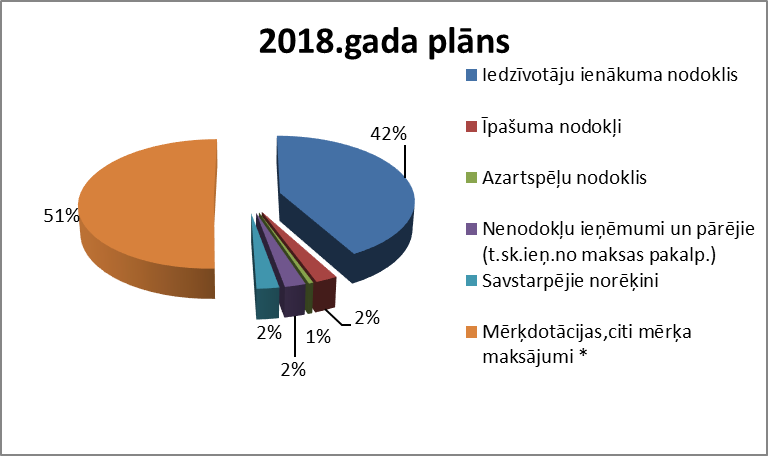 2018.gada plāns
Iedzīvotāju ienākuma nodoklis
Īpašuma nodokļi
Azartspēļu nodoklis
Nenodokļu ieņēmumi un pārējie
(t.sk.ieņ.no maksas pakalp.)
Savstarpējie norēķini
Mērķdotācijas,citi mērķa
maksājumi *
42%
51%
2%
1%
2%
2%